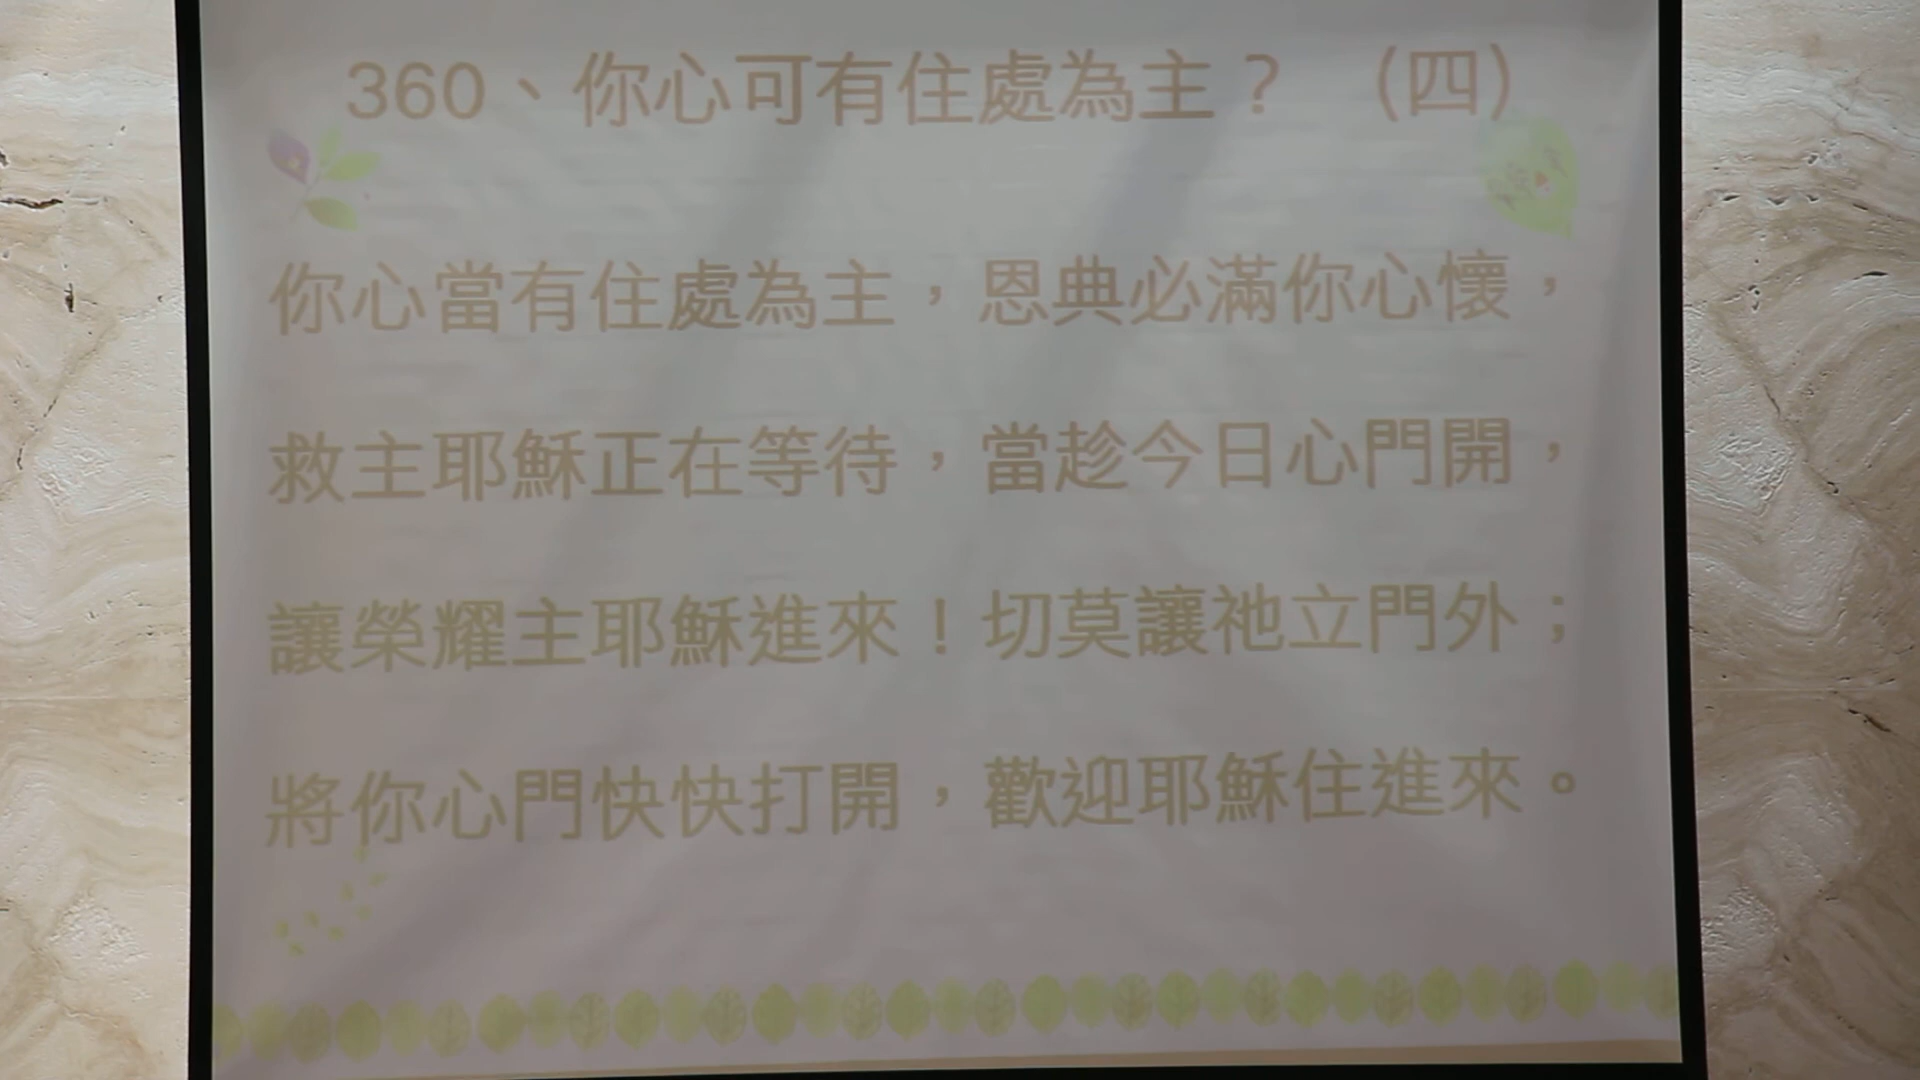 360、你心可有住處為主？ （四）
你心當有住處為主，恩典必滿你心懷，
救主耶穌正在等待，當趁今日心門開，
讓榮耀主耶穌進來！切莫讓祂立門外；
將你心門快快打開，歡迎耶穌住進來。